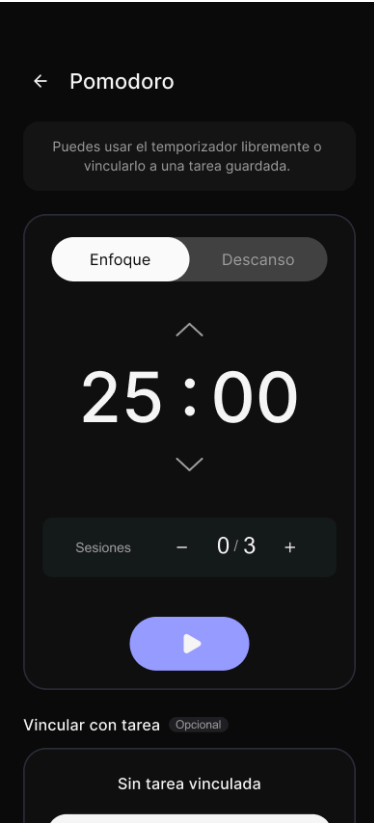 Pomodoro
Puedes usar el temporizador libremente o
vincularlo a una tarea guardada.
Enfoque
Descanso
25 : 00
Sesiones − 0 / 3 +
Vincular con tarea Opcional
Sin tarea vinculada